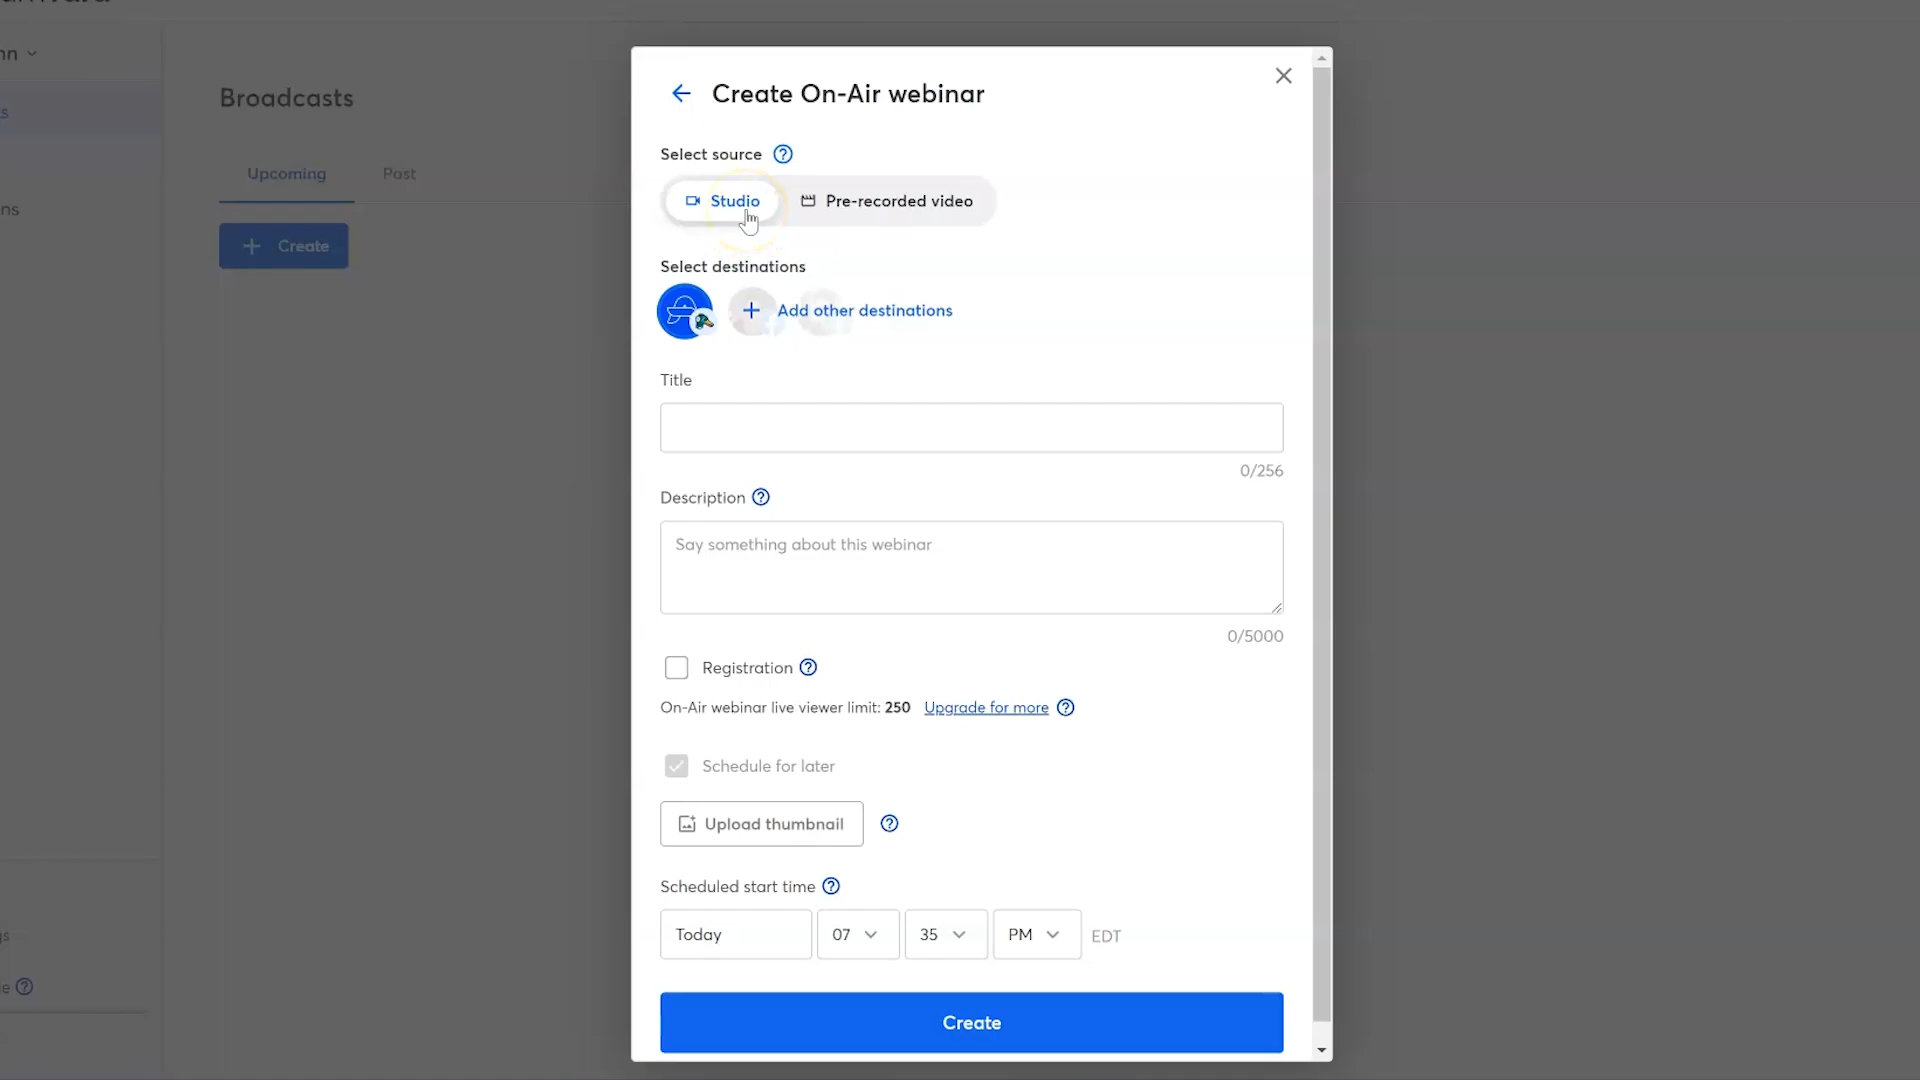 Create On-Air webinar
Broadcasts
Select source
Upcoming
Past
Studio
Pre-recorded video
Create
Select destinations
Add other destinations
Title
0/256
Description
Say something about this webinar
0/5000
Registration
On-Air webinar live viewer limit: 250 Upgrade for more
Schedule for later
Upload thumbnail
Scheduled start time
Today
07
35
PM
EDT
Create